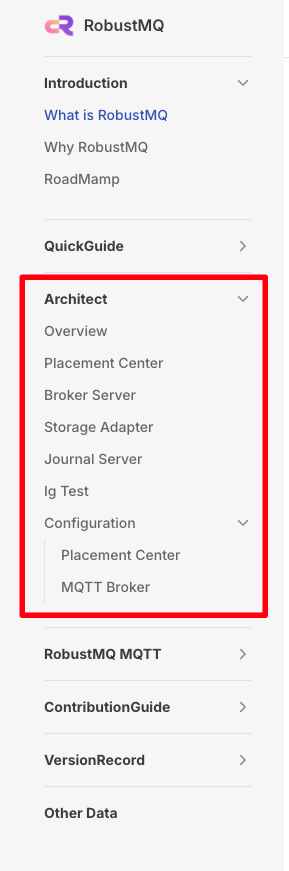 RobustMQ
Introduction
What is RobustMQ
Why RobustMQ
RoadMamp
QuickGuide
Architect
Overview
Placement Center
Broker Server
Storage Adapter
Journal Server
Ig Test
Configuration
Placement Center
MQTT Broker
RobustMQ MQTT
ContributionGuide
VersionRecord
Other Data